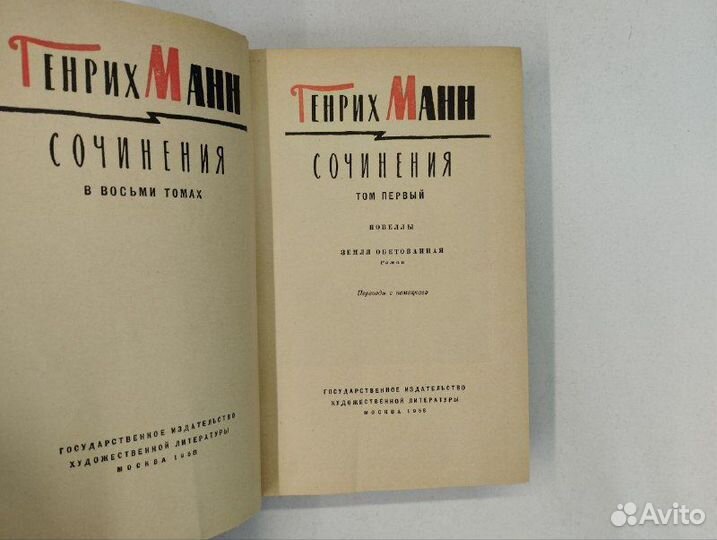 ГЕНРИХ МАНН
СОЧИНЕНИЯ
В ВОСЬМИ ТОМАХ
ГОСУДАРСТВЕННОЕ ИЗДАТЕЛЬСТВО
ХУДОЖЕСТВЕННОЙ ЛИТЕРАТУРЫ
МОСКВА 1958
ГЕНРИХ МАНН
СОЧИНЕНИЯ
ТОМ ПЕРВЫЙ
НОВЕЛЛЫ
ЗЕМЛЯ ОБЕТОВАННАЯ
Роман
Переводы с немецкого
ГОСУДАРСТВЕННОЕ ИЗДАТЕЛЬСТВО
ХУДОЖЕСТВЕННОЙ ЛИТЕРАТУРЫ
МОСКВА 1958
Avito